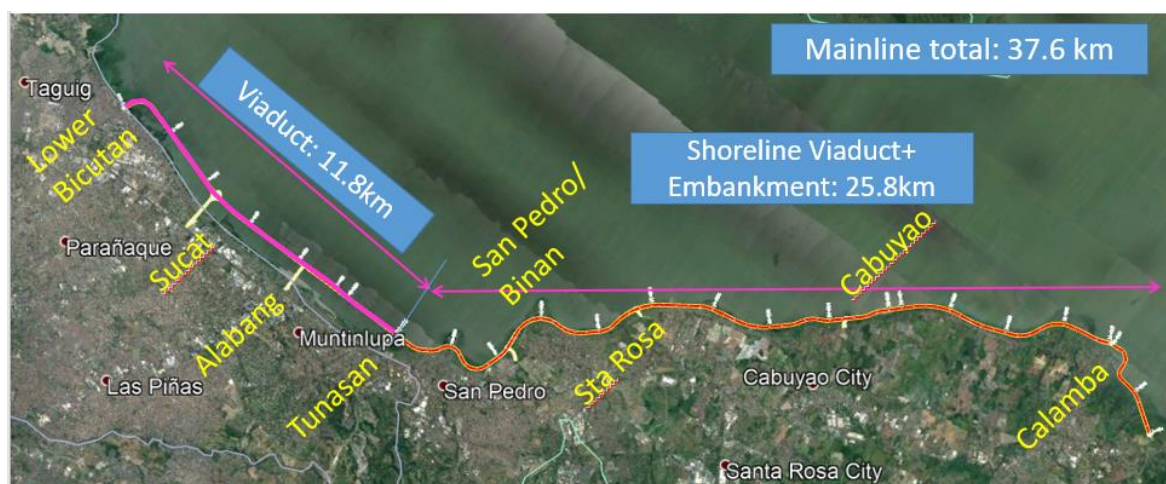 Mainline total: 37.6 km
Taguig
Viaduct: 11.8km
Shoreline Viaduct+
Embankment: 25.8km
Lower
Bicutan
San Pedro/
Binan
Parañaque
Sucat
Cabuyao
Alabang
Muntinlupa
Las Piñas
Tunasan
San Pedro
Sta Rosa
Cabuyao City
Calamba
Santa Rosa City